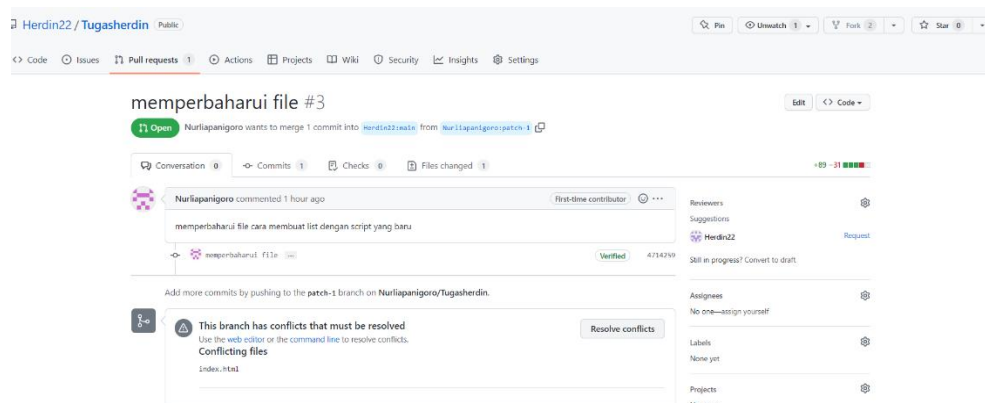 Herdin22 / Tugasherdin Public
Pin Unwatch 1 Fork 2 Star 0
<> Code Issues Pull requests 1 Actions Projects Wiki Security Insights Settings
memperbaharui file #3
Edit <> Code
Open Nurliapanigoro wants to merge 1 commit into Herdin22:main from Nurliapanigoro:patch-1
Conversation 0 Commits 1 Checks 0 Files changed 1 +89 −31
Nurliapanigoro commented 1 hour ago First-time contributor ...
memperbaharui file cara membuat list dengan script yang baru
memperbaharui file ... Verified 4714259
Add more commits by pushing to the patch-1 branch on Nurliapanigoro/Tugasherdin.
This branch has conflicts that must be resolved
Resolve conflicts
Use the web editor or the command line to resolve conflicts.
Conflicting files
index.html
Reviewers
Suggestions
Herdin22 Request
Still in progress? Convert to draft
Assignees
No one—assign yourself
Labels
None yet
Projects